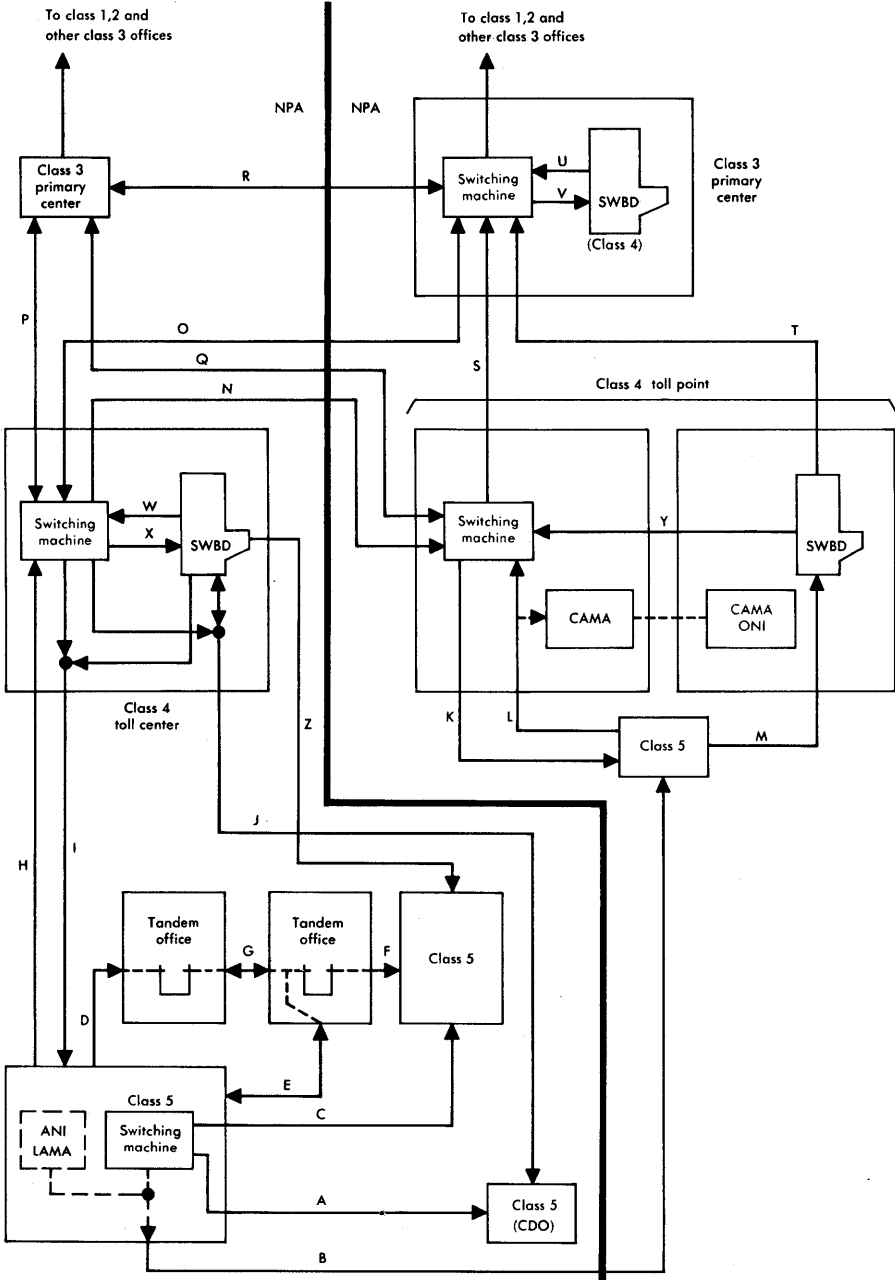 To class 1,2 and
other class 3 offices
To class 1,2 and
other class 3 offices
NPA
NPA
Class 3
primary
center
R
Switching
machine
U
V
SWBD
(Class 4)
Class 3
primary
center
P
O
Q
N
S
T
Class 4 toll point
Switching
machine
W
X
SWBD
Switching
machine
Y
SWBD
CAMA
CAMA
ONI
Class 4
toll center
Z
K
L
Class 5
M
H
I
J
Tandem
office
G
Tandem
office
F
Class 5
D
E
C
Class 5
ANI
LAMA
Switching
machine
A
Class 5
(CDO)
B